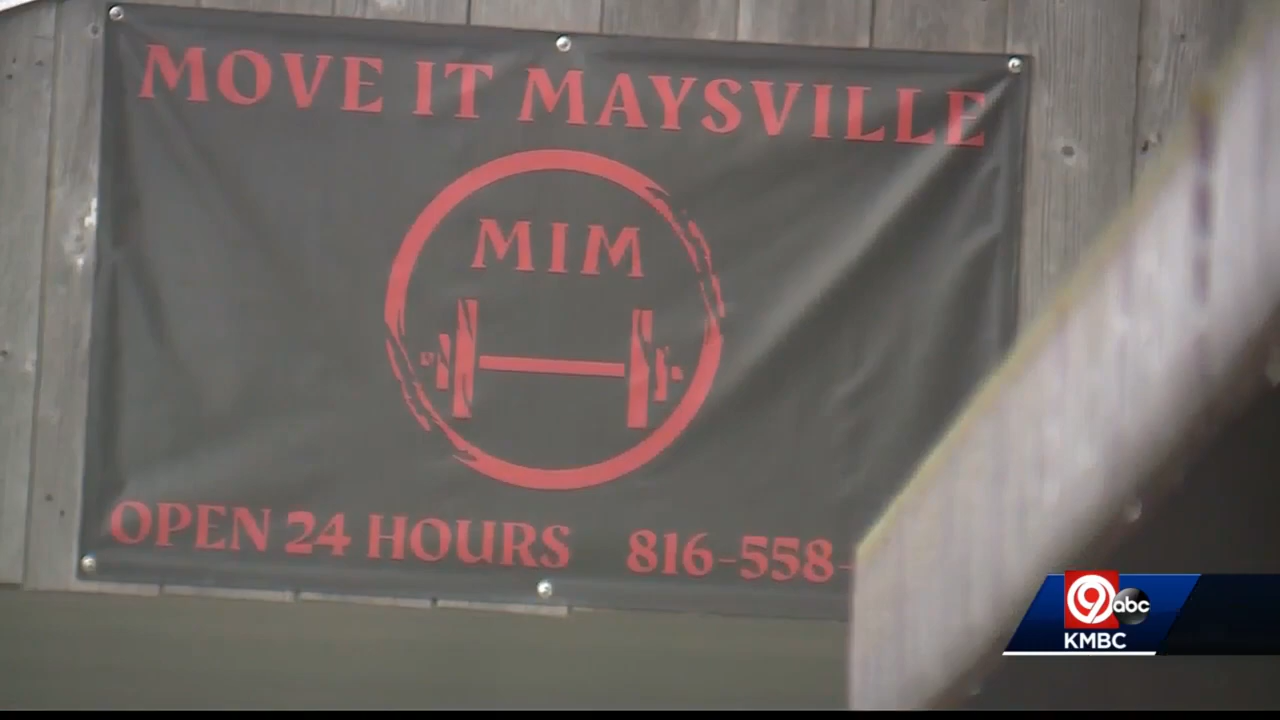 MOVE IT MAYSVILLE
MIM
OPEN 24 HOURS 816-558-
9 abc
KMBC